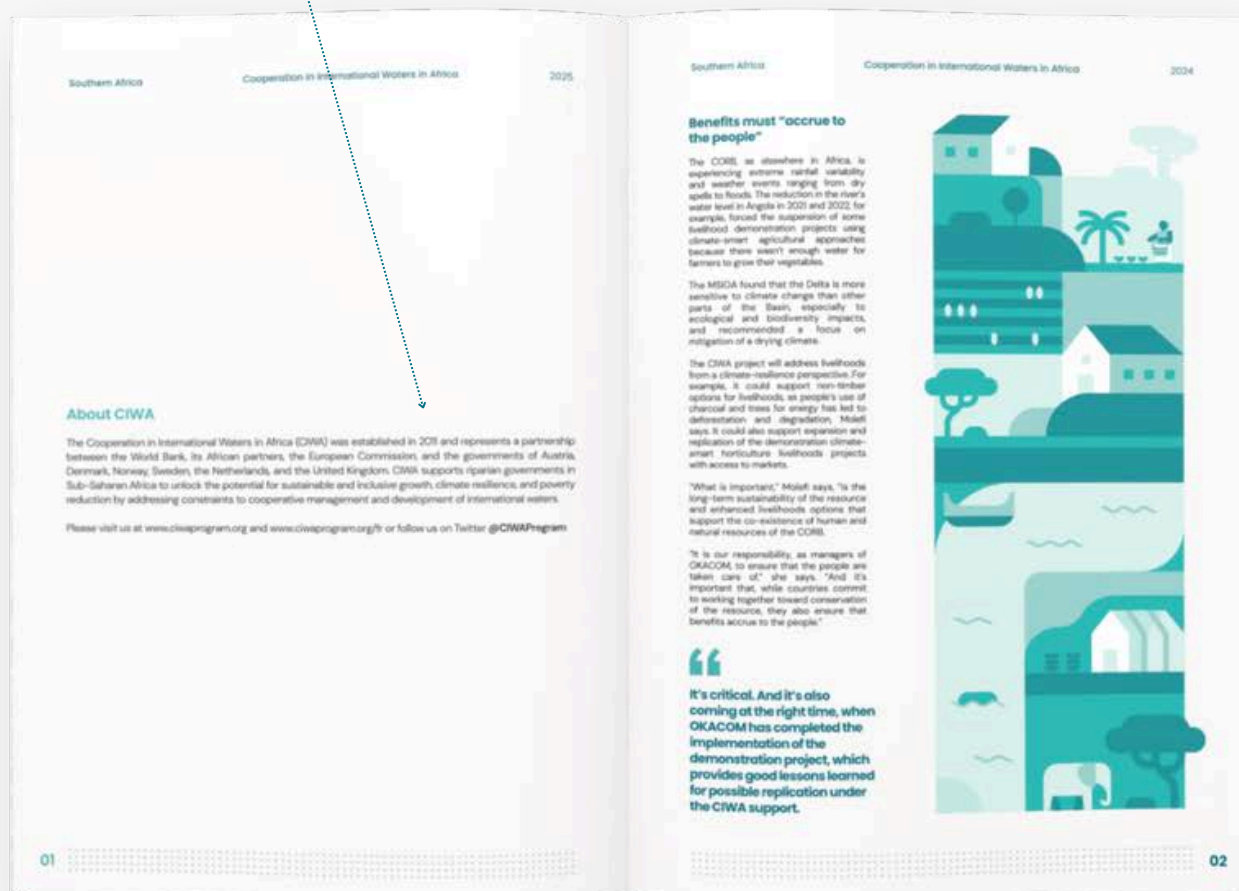 Southern Africa
Cooperation in International Waters in Africa
2025
About CIWA
The Cooperation in International Waters in Africa (CIWA) was established in 2011 and represents a partnership
between the World Bank, its African partners, the European Commission, and the governments of Austria,
Denmark, Norway, Sweden, the Netherlands, and the United Kingdom. CIWA supports riparian governments in
Sub-Saharan Africa to unlock the potential for sustainable and inclusive growth, climate resilience, and poverty
reduction by addressing constraints to cooperative management and development of international waters.
Please visit us at www.ciwaprogram.org and www.ciwaprogram.org/fr or follow us on Twitter @CIWAProgram
01
Southern Africa
Cooperation in International Waters in Africa
2024
Benefits must "accrue to
the people"
The CORB, as elsewhere in Africa, is
experiencing extreme rainfall variability
and weather events ranging from dry
spells to floods. The reduction in the river's
water level in Angola in 2021 and 2022, for
example, forced the suspension of some
livelihood demonstration projects using
climate-smart agricultural approaches
because there wasn't enough water for
farmers to grow their vegetables.
The MSIOA found that the Delta is more
sensitive to climate change than other
parts of the Basin, especially to
ecological and biodiversity impacts,
and recommended a focus on
mitigation of a drying climate.
The CIWA project will address livelihoods
from a climate-resilience perspective. For
example, it could support non-timber
options for livelihoods, as people's use of
charcoal and trees for energy has led to
deforestation and degradation, Molefi
says. It could also support expansion and
replication of the demonstration climate-
smart horticulture livelihoods projects
with access to markets.
"What is important," Molefi says, "is the
long-term sustainability of the resource
and enhanced livelihoods options that
support the co-existence of human and
natural resources of the CORB.
"It is our responsibility, as managers of
OKACOM, to ensure that the people are
taken care of," she says. "And it's
important that, while countries commit
to working together toward conservation
of the resource, they also ensure that
benefits accrue to the people."
“
It's critical. And it's also
coming at the right time, when
OKACOM has completed the
implementation of the
demonstration project, which
provides good lessons learned
for possible replication under
the CIWA support.
02